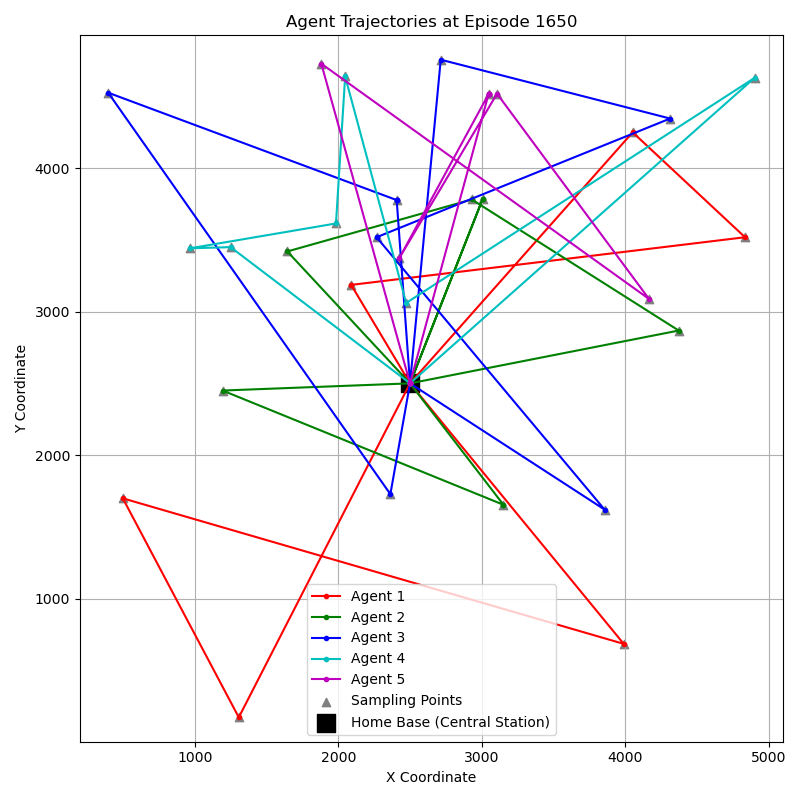 Agent Trajectories at Episode 1650
Y Coordinate
4000
3000
2000
1000
Agent 1
Agent 2
Agent 3
Agent 4
Agent 5
Sampling Points
Home Base (Central Station)
1000 2000 3000 4000 5000
X Coordinate